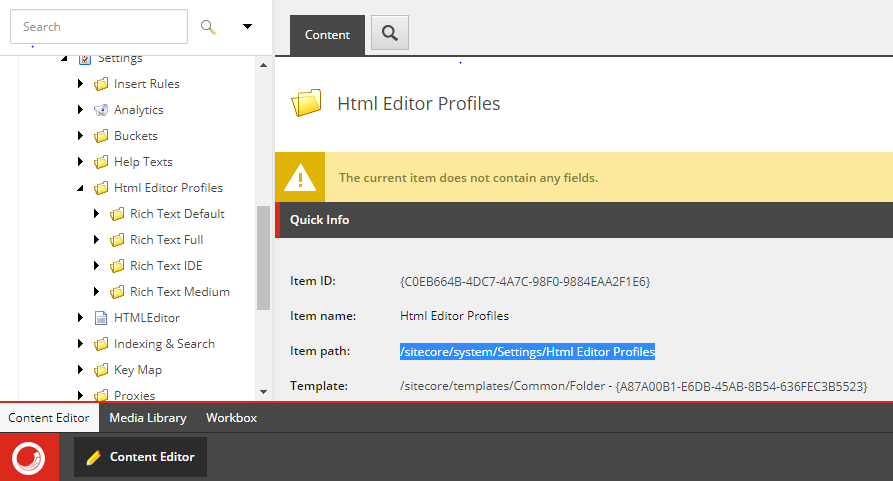 Search
Settings
Insert Rules
Analytics
Buckets
Help Texts
Html Editor Profiles
Rich Text Default
Rich Text Full
Rich Text IDE
Rich Text Medium
HTMLEditor
Indexing & Search
Key Map
Proxies
Content
Html Editor Profiles
The current item does not contain any fields.
Quick Info
Item ID: {C0EB664B-4DC7-4A7C-98F0-9884EAA2F1E6}
Item name: Html Editor Profiles
Item path: /sitecore/system/Settings/Html Editor Profiles
Template: /sitecore/templates/Common/Folder - {A87A00B1-E6DB-45AB-8B54-636FEC3B5523}
Content Editor Media Library Workbox
Content Editor